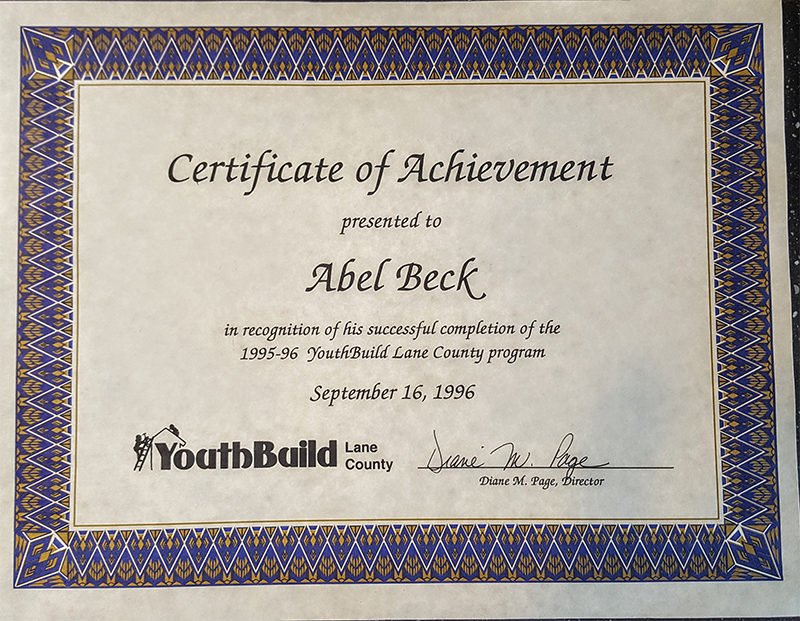 Certificate of Achievement
presented to
Abel Beck
in recognition of his successful completion of the
1995-96 YouthBuild Lane County program
September 16, 1996
YouthBuild Lane County
Diane M. Page
Diane M. Page, Director